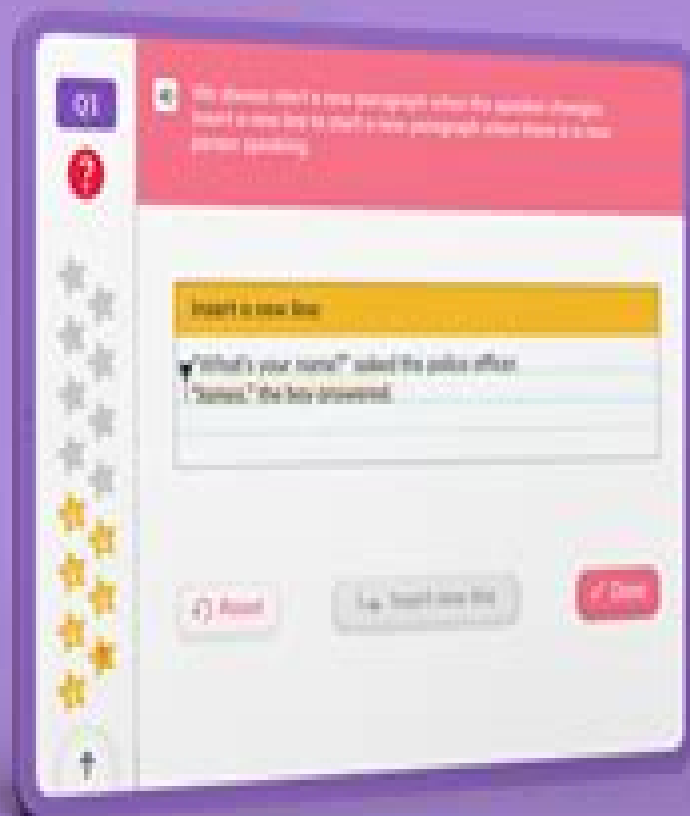 Q1
?
We always start a new paragraph when the speaker changes.
Insert a new line to start a new paragraph when there is a new
person speaking.
Insert a new line
"What's your name?" asked the police officer.
"James," the boy answered.
Reset
Insert new line
✓ Done